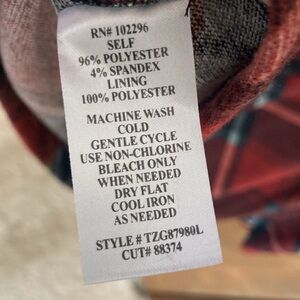 RN# 102296
SELF
96% POLYESTER
4% SPANDEX
LINING
100% POLYESTER
MACHINE WASH
COLD
GENTLE CYCLE
USE NON-CHLORINE
BLEACH ONLY
WHEN NEEDED
DRY FLAT
COOL IRON
AS NEEDED
STYLE # TZG87980L
CUT# 88374